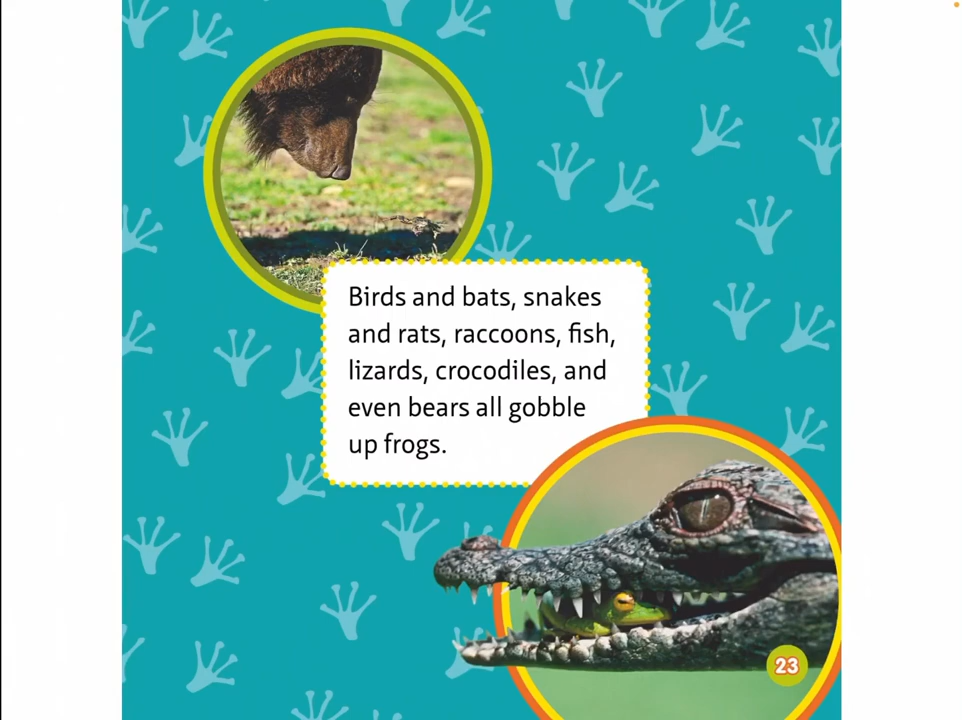 Birds and bats, snakes
and rats, raccoons, fish,
lizards, crocodiles, and
even bears all gobble
up frogs.
23